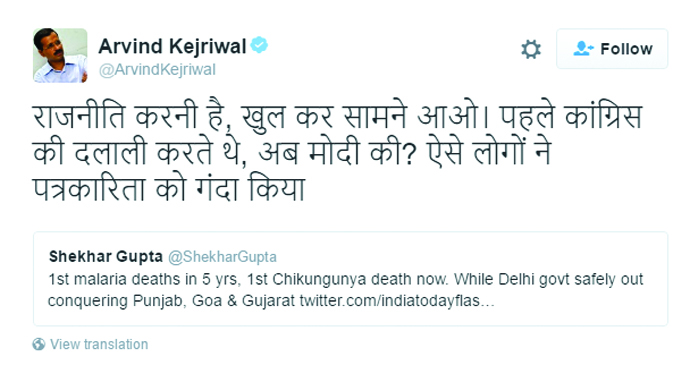 Arvind Kejriwal
@ArvindKejriwal
Follow
राजनीति करनी है, खुल कर सामने आओ। पहले कांग्रिस
की दलाली करते थे, अब मोदी की? ऐसे लोगों ने
पत्रकारिता को गंदा किया
Shekhar Gupta @ShekharGupta
1st malaria deaths in 5 yrs, 1st Chikungunya death now. While Delhi govt safely out
conquering Punjab, Goa & Gujarat twitter.com/indiatodayflas…
View translation